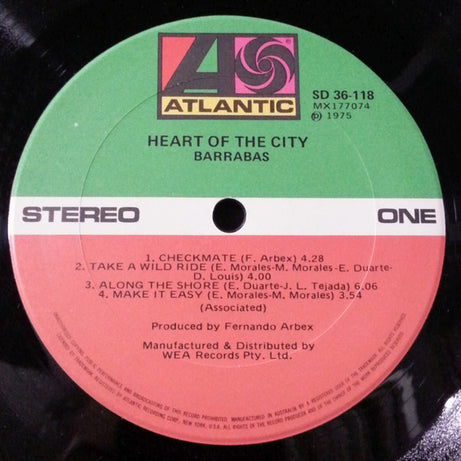 ATLANTIC
SD 36-118
MX177074
℗ 1975
HEART OF THE CITY
BARRABAS
STEREO
ONE
1. CHECKMATE (F. Arbex) 4.28
2. TAKE A WILD RIDE (E. Morales-M. Morales-E. Duarte-
D. Louis) 4.00
3. ALONG THE SHORE (E. Duarte-J. L. Tejada) 6.06
4. MAKE IT EASY (E. Morales-M. Morales) 3.54
(Associated)
Produced by Fernando Arbex
Manufactured & Distributed by
WEA Records Pty. Ltd.